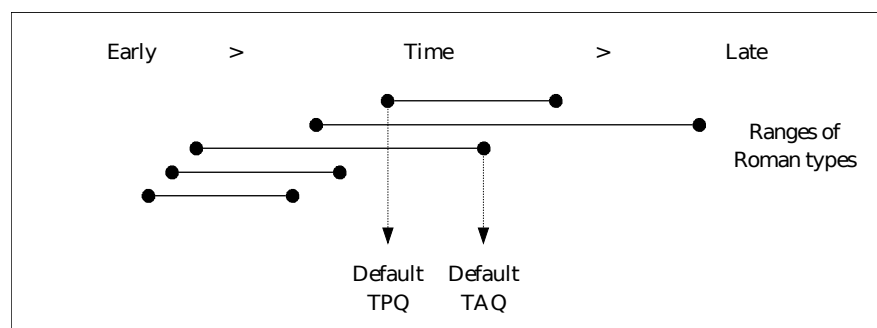 Early > Time > Late
Ranges of
Roman types
Default Default
TPQ TAQ